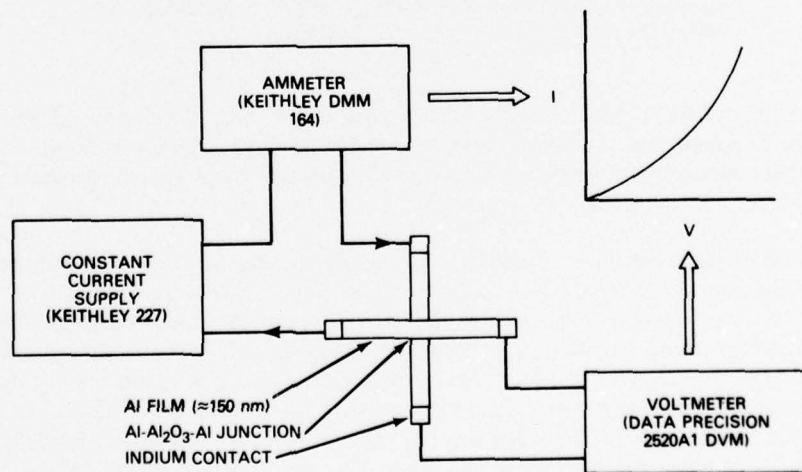 AMMETER
(KEITHLEY DMM
164)
I
V
CONSTANT
CURRENT
SUPPLY
(KEITHLEY 227)
Al FILM (≈150 nm)
Al-Al₂O₃-Al JUNCTION
INDIUM CONTACT
VOLTMETER
(DATA PRECISION
2520A1 DVM)